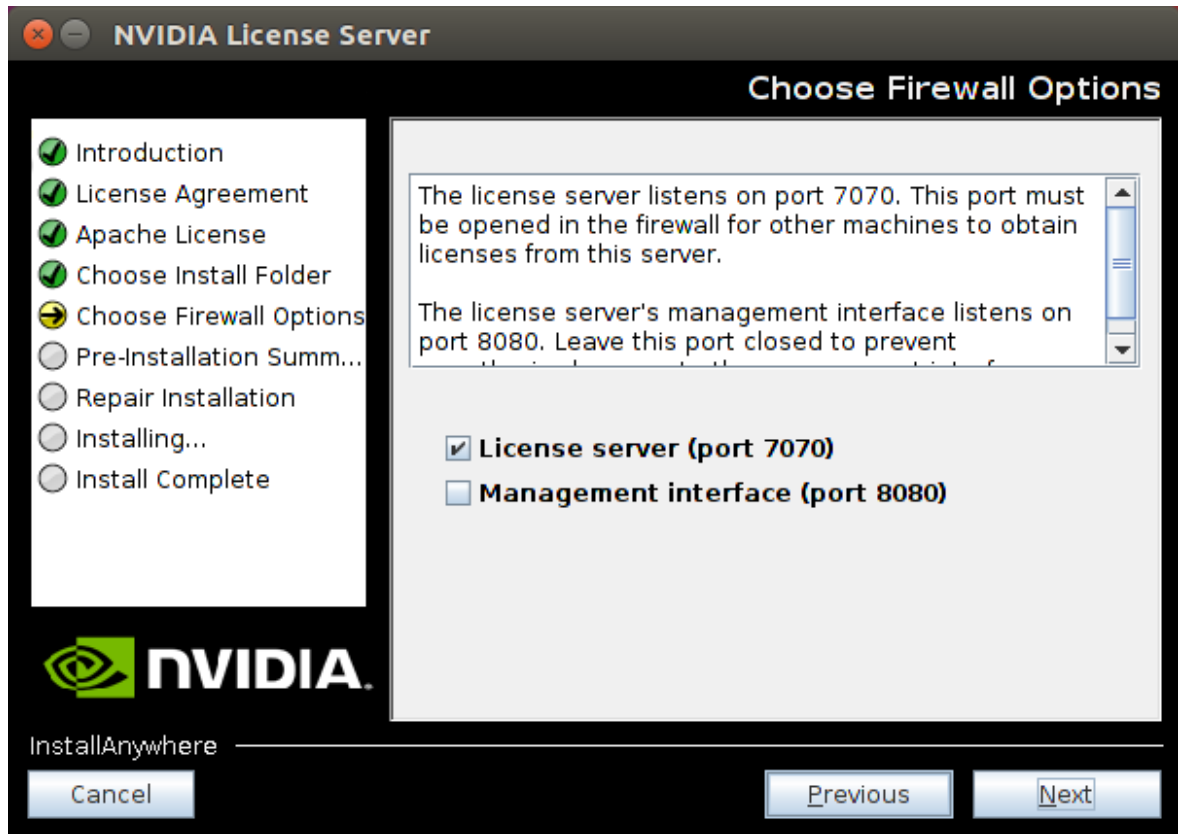 NVIDIA License Server
Choose Firewall Options
Introduction
License Agreement
Apache License
Choose Install Folder
Choose Firewall Options
Pre-Installation Summ...
Repair Installation
Installing...
Install Complete
The license server listens on port 7070. This port must
be opened in the firewall for other machines to obtain
licenses from this server.
The license server's management interface listens on
port 8080. Leave this port closed to prevent
License server (port 7070)
Management interface (port 8080)
NVIDIA.
InstallAnywhere
Cancel
Previous
Next